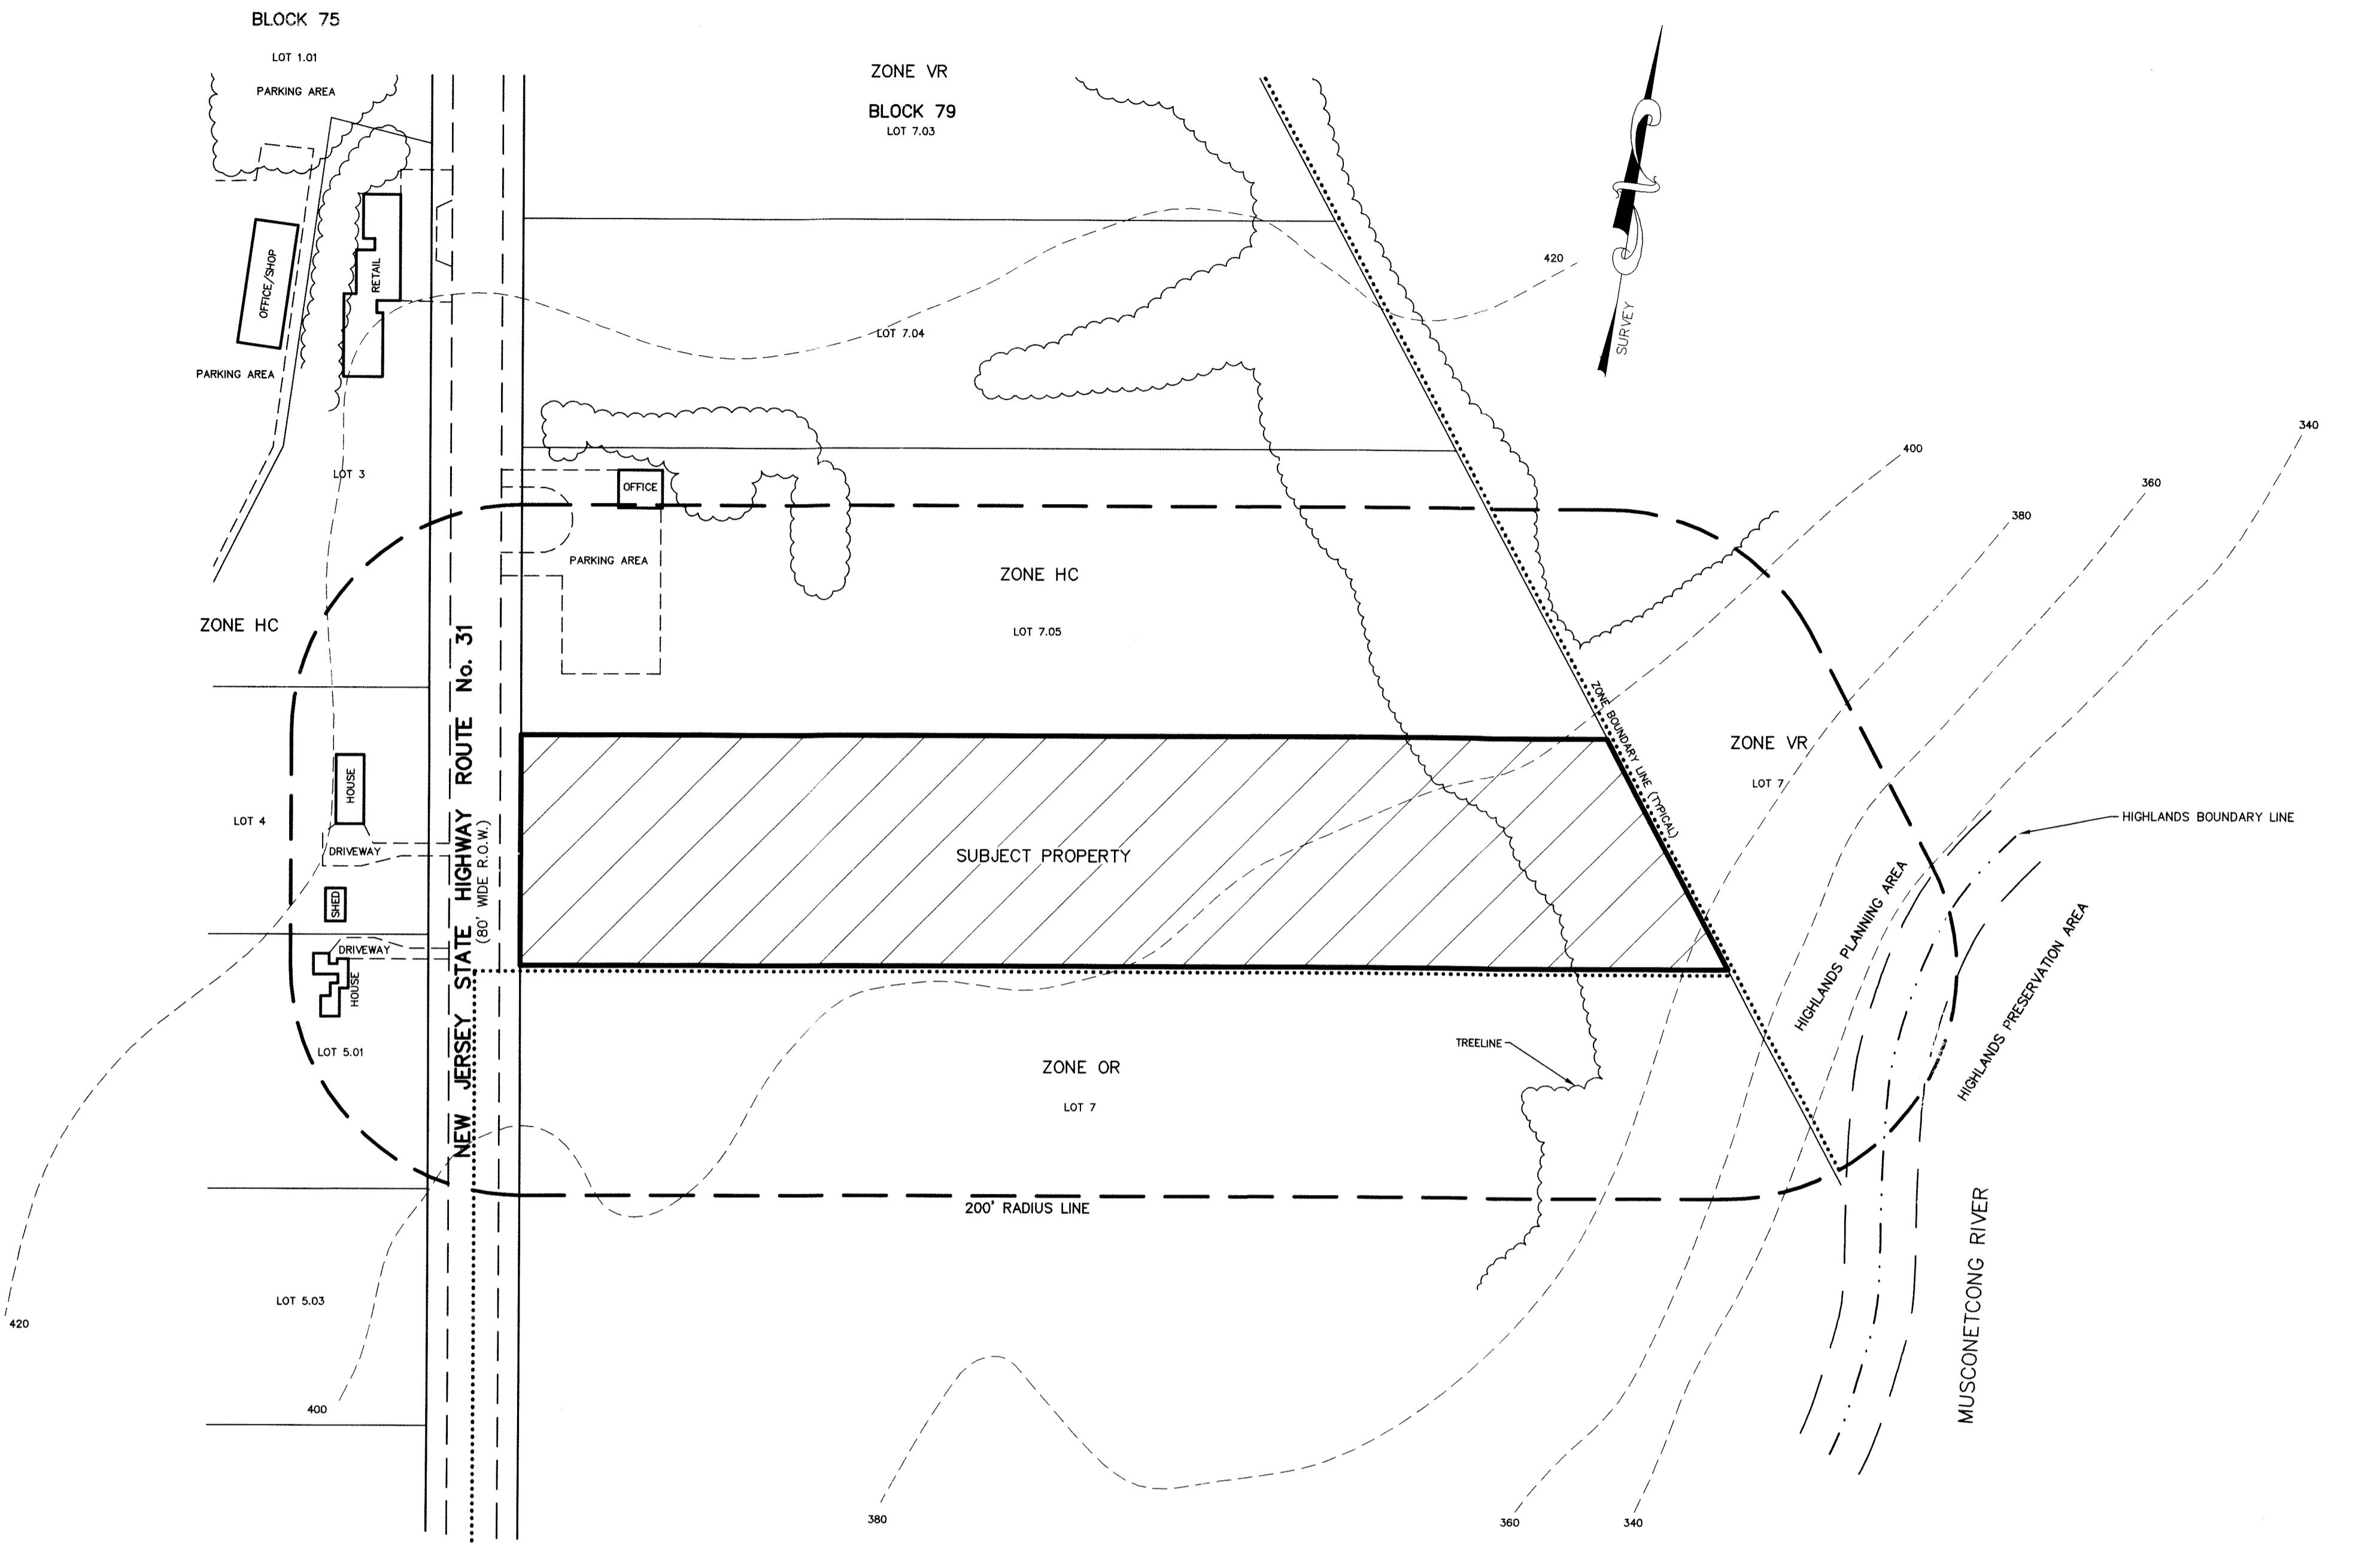 BLOCK 75
LOT 1.01
PARKING AREA
ZONE VR
BLOCK 79
LOT 7.03
OFFICE/SHOP
RETAIL
PARKING AREA
LOT 3
LOT 7.04
420
SURVEY
OFFICE
PARKING AREA
ZONE HC
LOT 7.05
400
380
360
340
ZONE HC
NEW JERSEY STATE HIGHWAY ROUTE No. 31
(80' WIDE R.O.W.)
HOUSE
LOT 4
DRIVEWAY
SHED
DRIVEWAY
HOUSE
LOT 5.01
SUBJECT PROPERTY
ZONE BOUNDARY LINE (TYPICAL)
ZONE VR
LOT 7
HIGHLANDS BOUNDARY LINE
HIGHLANDS PLANNING AREA
HIGHLANDS PRESERVATION AREA
TREELINE
ZONE OR
LOT 7
200' RADIUS LINE
MUSCONETCONG RIVER
LOT 5.03
420
400
380
360
340